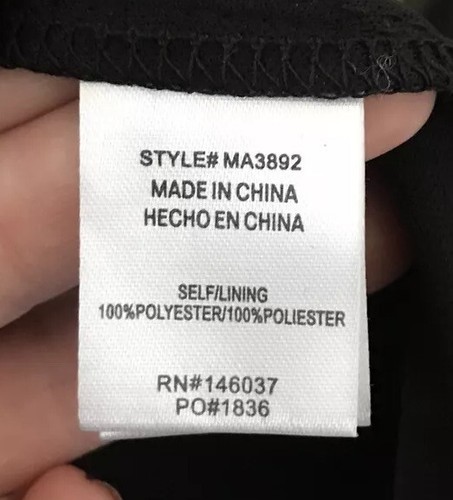 STYLE# MA3892
MADE IN CHINA
HECHO EN CHINA
SELF/LINING
100%POLYESTER/100%POLIESTER
RN#146037
PO#1836